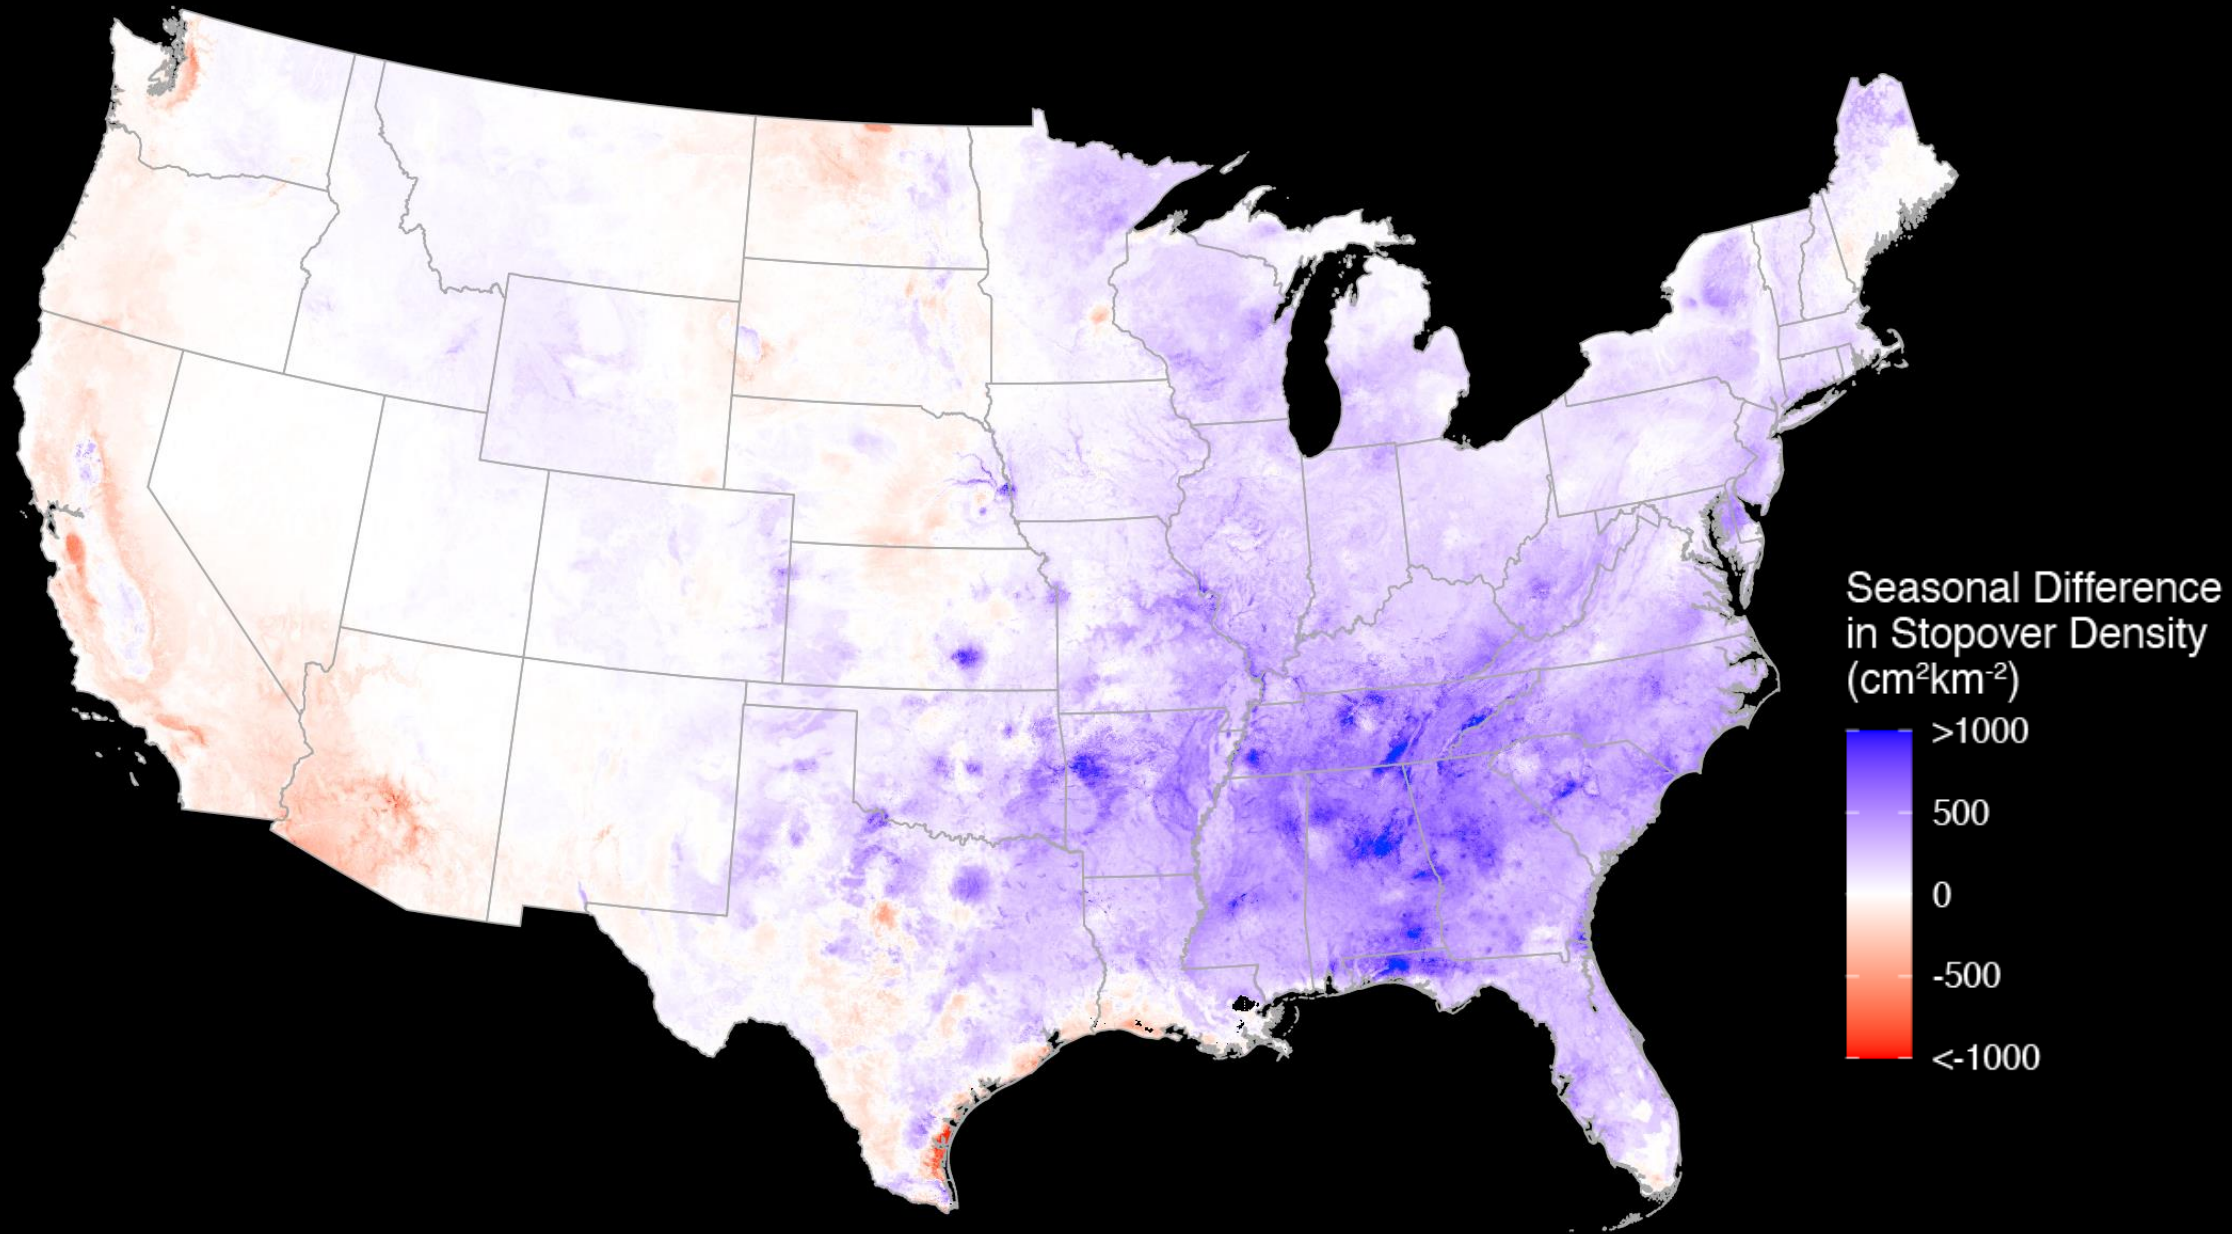 Seasonal Difference
in Stopover Density
(cm²km⁻²)
>1000
500
0
-500
<-1000